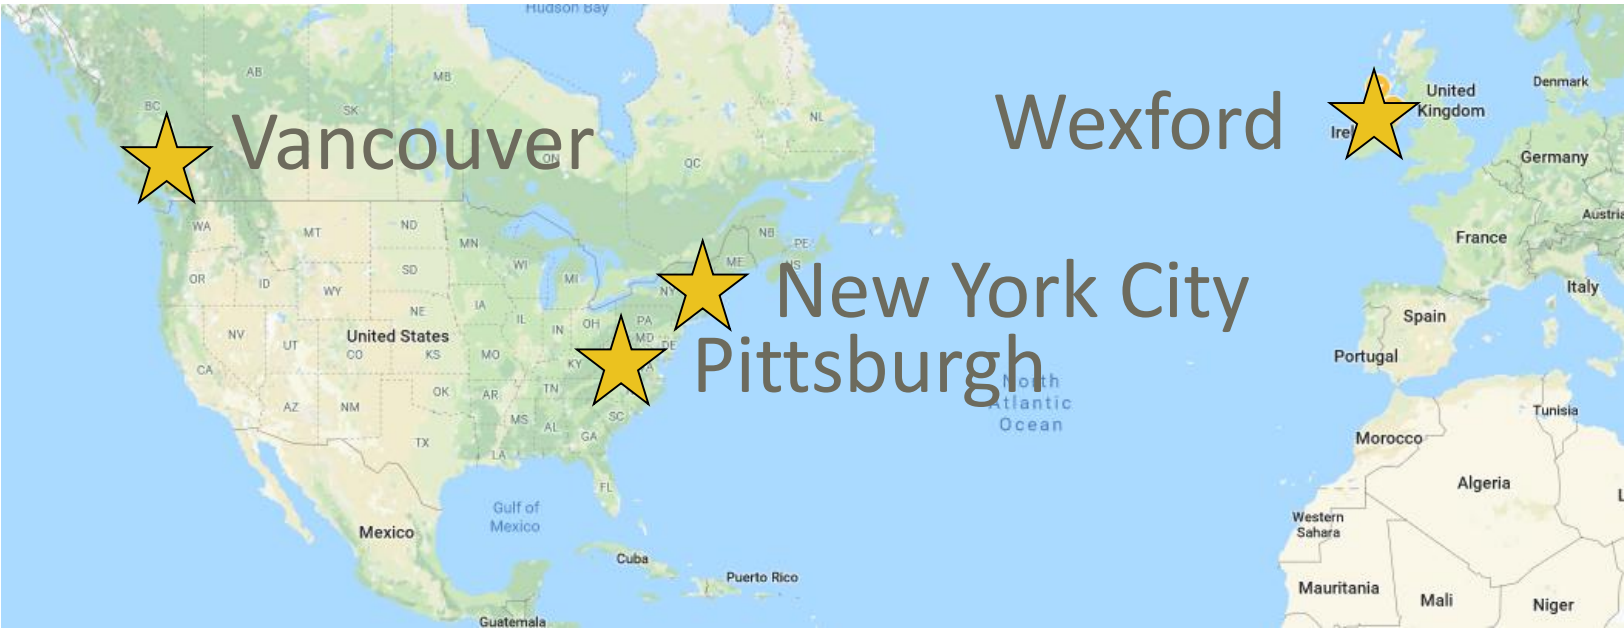 Hudson Bay
AB
MB
BC
SK
NL
ON
QC
Vancouver
Wexford
United
Kingdom
Denmark
Germany
Austria
France
Italy
Spain
Portugal
WA
MT
ND
MN
NB
PE
OR
ID
SD
WI
MI
ME
NS
WY
NY
New York City
NE
IA
IL
IN
OH
PA
NV
UT
United States
CO
KS
MO
KY
MD
DE
Pittsburgh
CA
OK
AR
TN
AZ
NM
MS
AL
SC
GA
TX
LA
FL
North
Atlantic
Ocean
Tunisia
Morocco
Algeria
Gulf of
Mexico
Mexico
Western
Sahara
Cuba
Puerto Rico
Mauritania
Mali
Niger
Guatemala